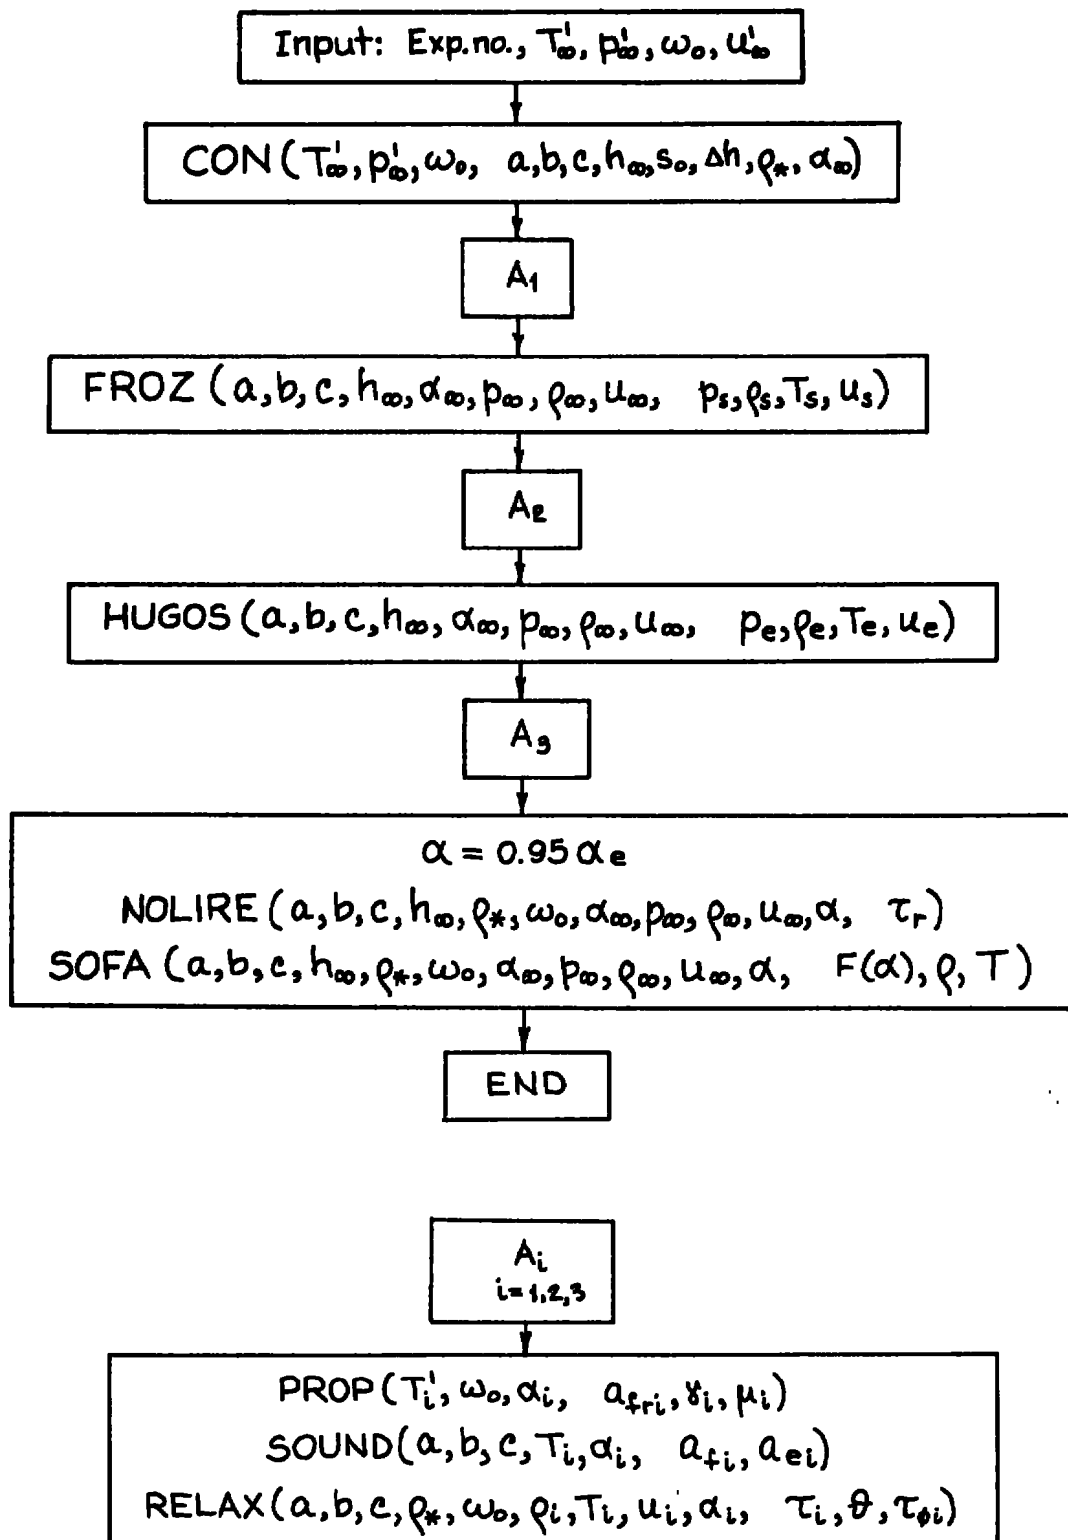 Input: Exp.no., T'∞, p'∞, ω₀, u'∞
CON(T'∞, p'∞, ω₀, a, b, c, h∞, s₀, Δh, ρ*, α∞)
A₁
FROZ (a, b, c, h∞, α∞, p∞, ρ∞, u∞, pₛ, ρₛ, Tₛ, uₛ)
A₂
HUGOS (a, b, c, h∞, α∞, p∞, ρ∞, u∞, pₑ, ρₑ, Tₑ, uₑ)
A₃
α = 0.95 αₑ
NOLIRE (a, b, c, h∞, ρ*, ω₀, α∞, p∞, ρ∞, u∞, α, τᵣ)
SOFA (a, b, c, h∞, ρ*, ω₀, α∞, p∞, ρ∞, u∞, α, F(α), ρ, T)
END
Aᵢ
i=1,2,3
PROP(T'ᵢ, ω₀, αᵢ, a_fri, γᵢ, μᵢ)
SOUND(a, b, c, Tᵢ, αᵢ, a_fi, a_ei)
RELAX(a, b, c, ρ*, ω₀, ρᵢ, Tᵢ, uᵢ, αᵢ, τᵢ, θ, τ_φi)